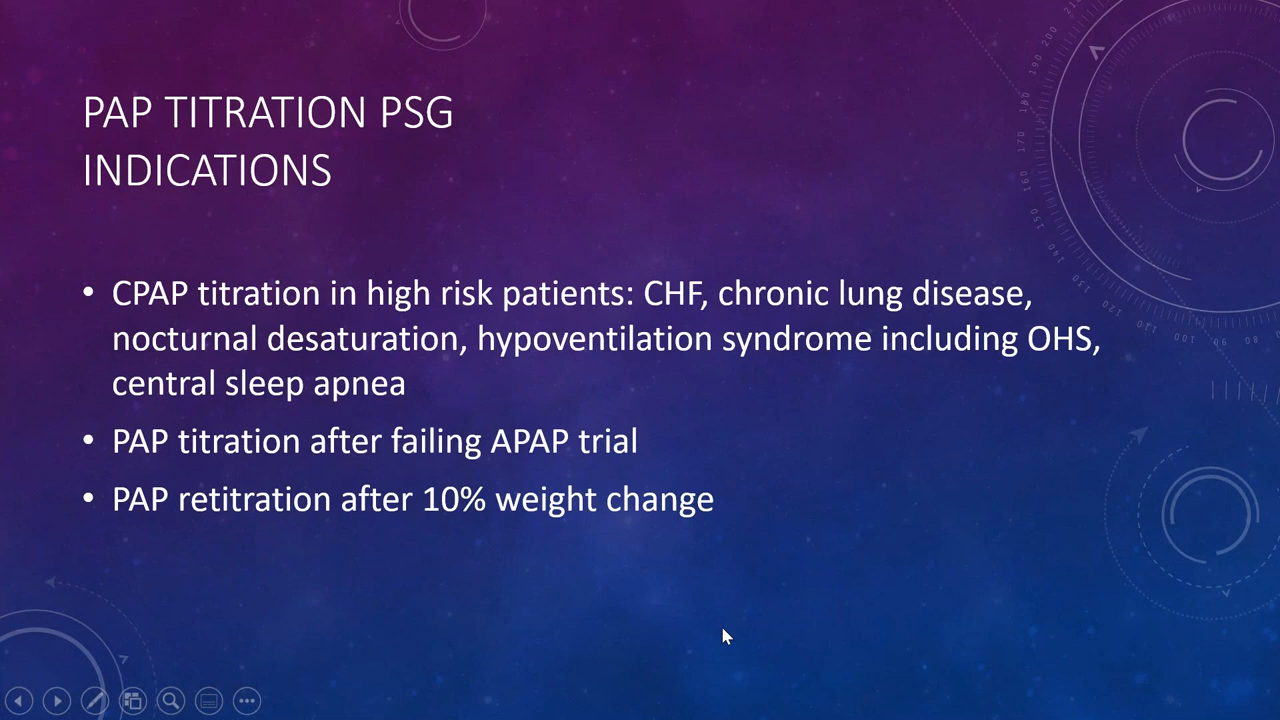 PAP TITRATION PSG
INDICATIONS
• CPAP titration in high risk patients: CHF, chronic lung disease,
nocturnal desaturation, hypoventilation syndrome including OHS,
central sleep apnea
• PAP titration after failing APAP trial
• PAP retitration after 10% weight change